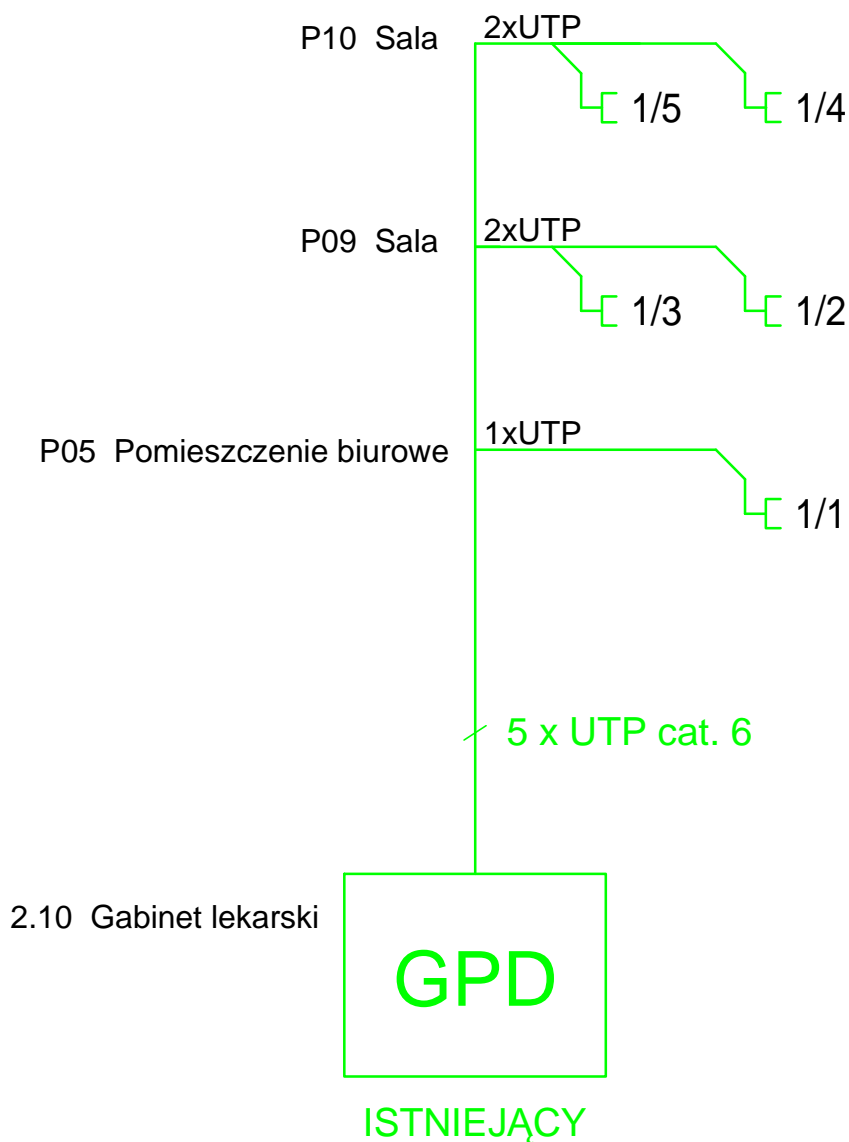 P10 Sala 2xUTP
1/5 1/4
P09 Sala 2xUTP
1/3 1/2
P05 Pomieszczenie biurowe 1xUTP
1/1
5 x UTP cat. 6
2.10 Gabinet lekarski
GPD
ISTNIEJĄCY